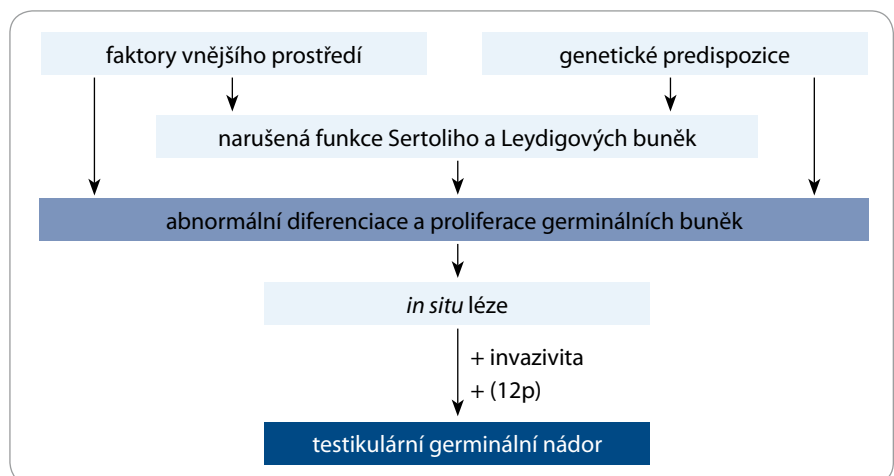 faktory vnějšího prostředí
genetické predispozice
narušená funkce Sertoliho a Leydigových buněk
abnormální diferenciace a proliferace germinálních buněk
in situ léze
+ invazivita
+ (12p)
testikulární germinální nádor